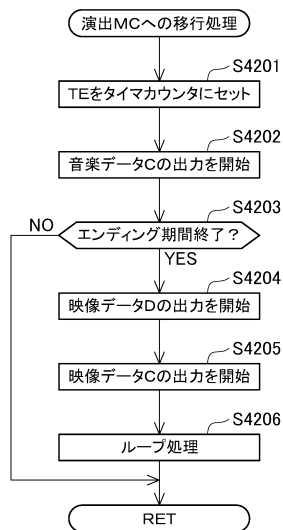 演出MCへの移行処理
S4201
TEをタイマカウンタにセット
S4202
音楽データCの出力を開始
S4203
NO
エンディング期間終了？
YES
S4204
映像データDの出力を開始
S4205
映像データCの出力を開始
S4206
ループ処理
RET